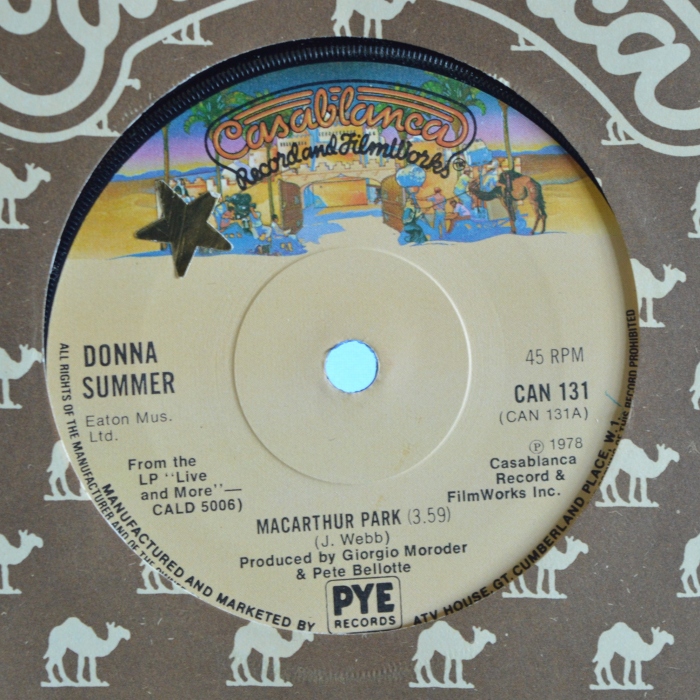 Casablanca
Record and FilmWorks
DONNA
SUMMER
Eaton Mus.
Ltd.
From the
LP "Live
and More"—
CALD 5006)
45 RPM
CAN 131
(CAN 131A)
℗ 1978
Casablanca
Record &
FilmWorks Inc.
MACARTHUR PARK (3.59)
(J. Webb)
Produced by Giorgio Moroder
& Pete Bellotte
ALL RIGHTS OF THE MANUFACTURER AND OF THE
MANUFACTURED AND MARKETED BY
PYE
RECORDS
ATV HOUSE, GT. CUMBERLAND PLACE, W.1.
THIS RECORD PROHIBITED